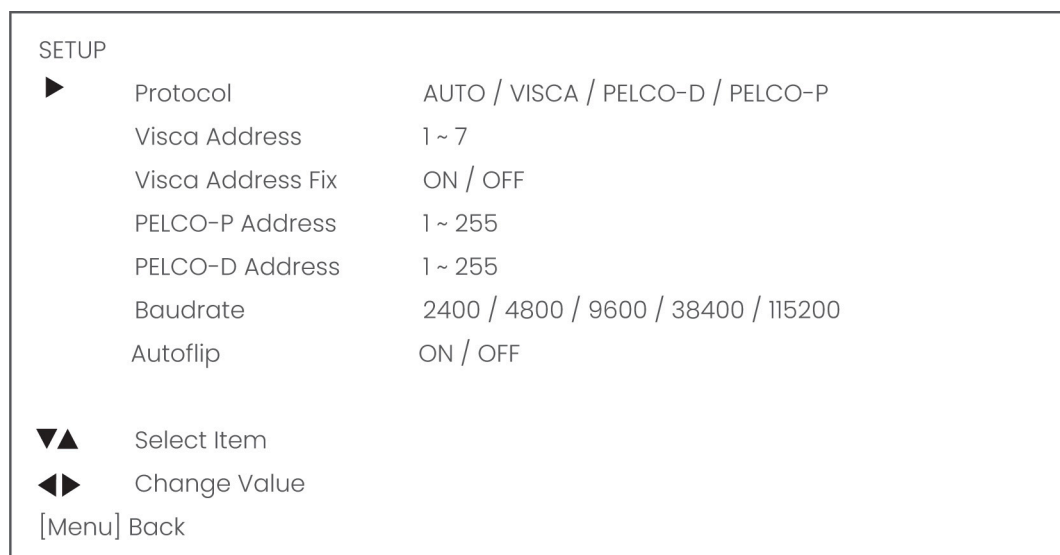 SETUP
▶ Protocol AUTO / VISCA / PELCO-D / PELCO-P
Visca Address 1 ~ 7
Visca Address Fix ON / OFF
PELCO-P Address 1 ~ 255
PELCO-D Address 1 ~ 255
Baudrate 2400 / 4800 / 9600 / 38400 / 115200
Autoflip ON / OFF
▼▲ Select Item
◀▶ Change Value
[Menu] Back